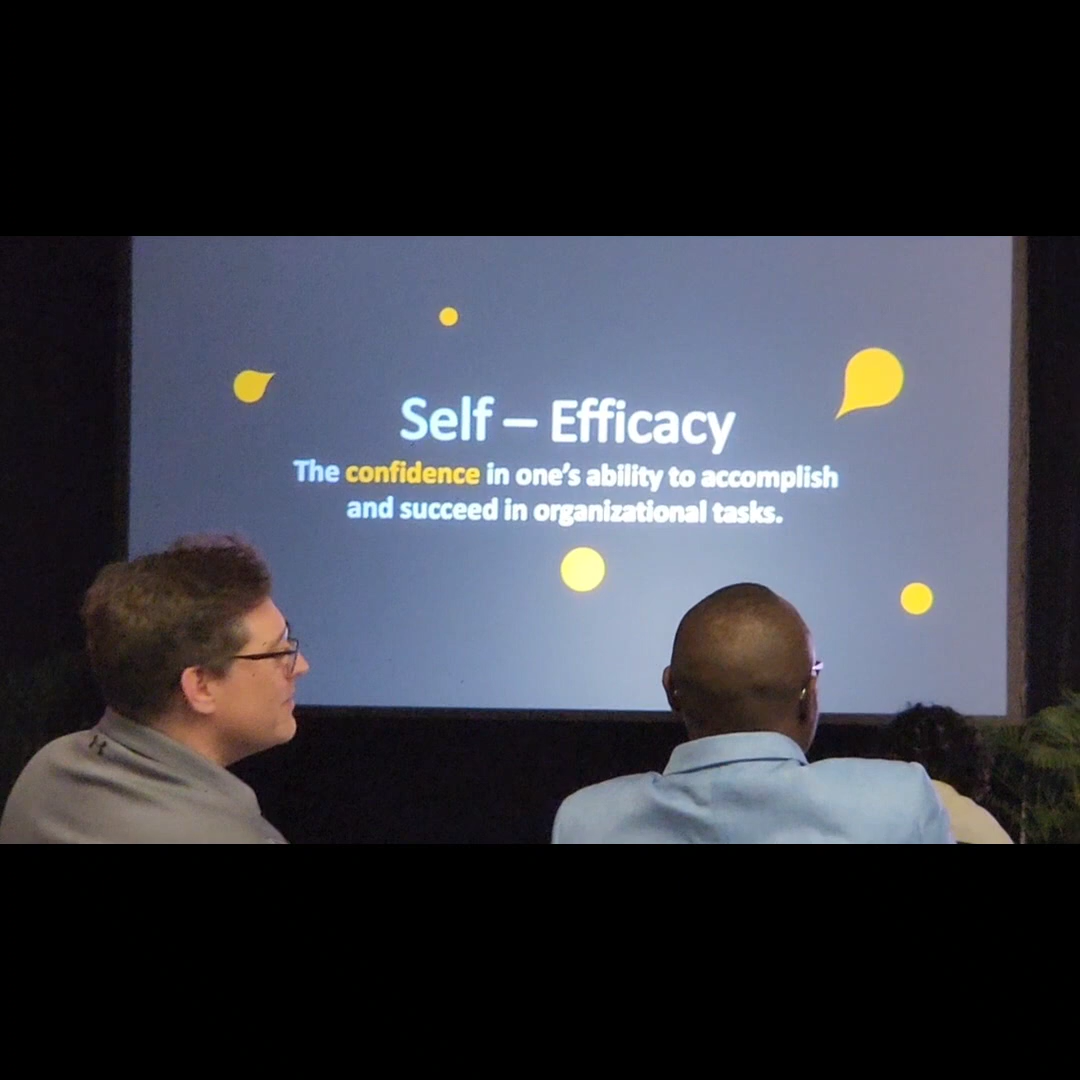 Self – Efficacy
The confidence in one’s ability to accomplish
and succeed in organizational tasks.